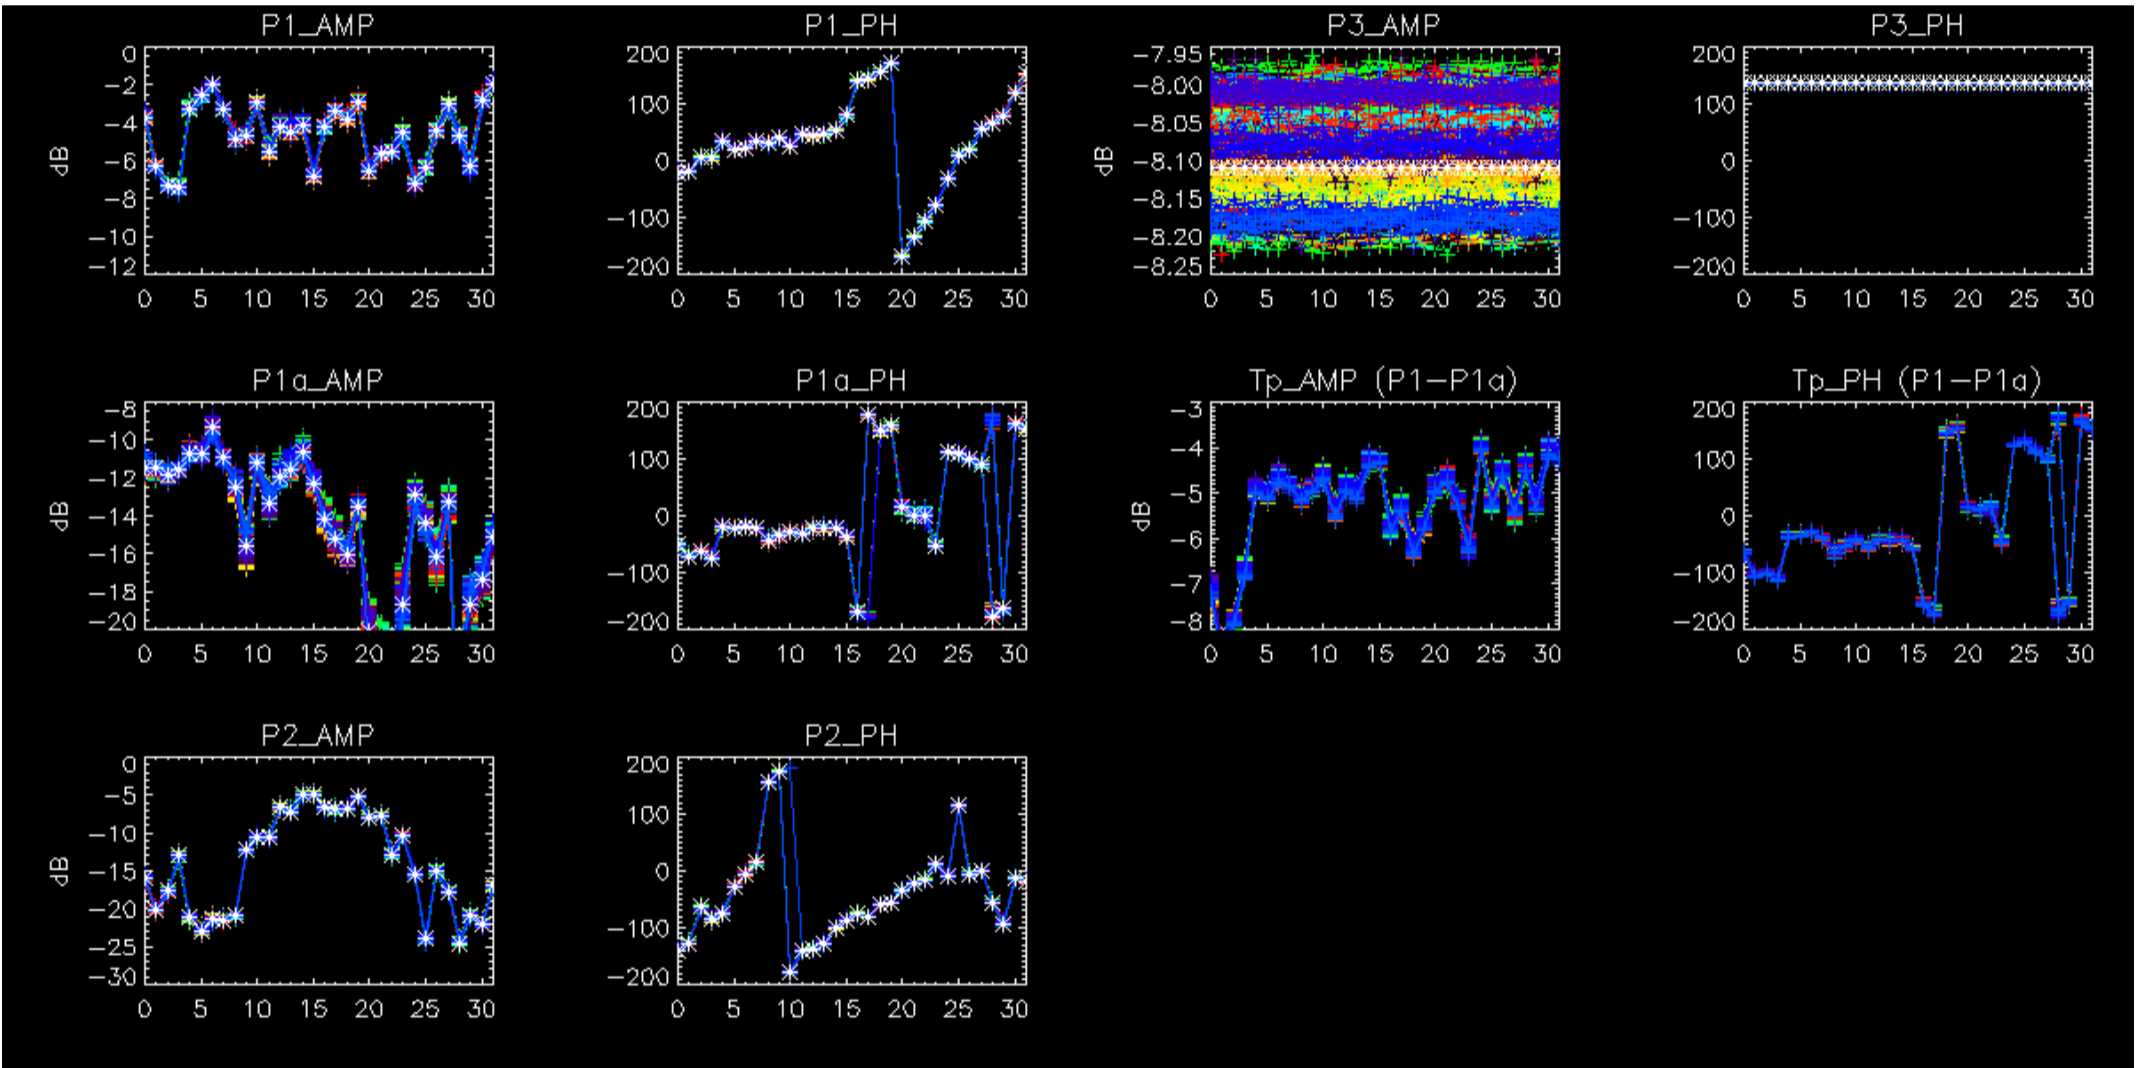 P1_AMP
P1_PH
P3_AMP
P3_PH
0
-2
-4
-6
-8
-10
-12
dB
0 5 10 15 20 25 30
200
100
0
-100
-200
0 5 10 15 20 25 30
-7.95
-8.00
-8.05
-8.10
-8.15
-8.20
-8.25
dB
0 5 10 15 20 25 30
200
100
0
-100
-200
0 5 10 15 20 25 30
P1a_AMP
P1a_PH
Tp_AMP (P1-P1a)
Tp_PH (P1-P1a)
-8
-10
-12
-14
-16
-18
-20
dB
0 5 10 15 20 25 30
200
100
0
-100
-200
0 5 10 15 20 25 30
-3
-4
-5
-6
-7
-8
dB
0 5 10 15 20 25 30
200
100
0
-100
-200
0 5 10 15 20 25 30
P2_AMP
P2_PH
0
-5
-10
-15
-20
-25
-30
dB
0 5 10 15 20 25 30
200
100
0
-100
-200
0 5 10 15 20 25 30